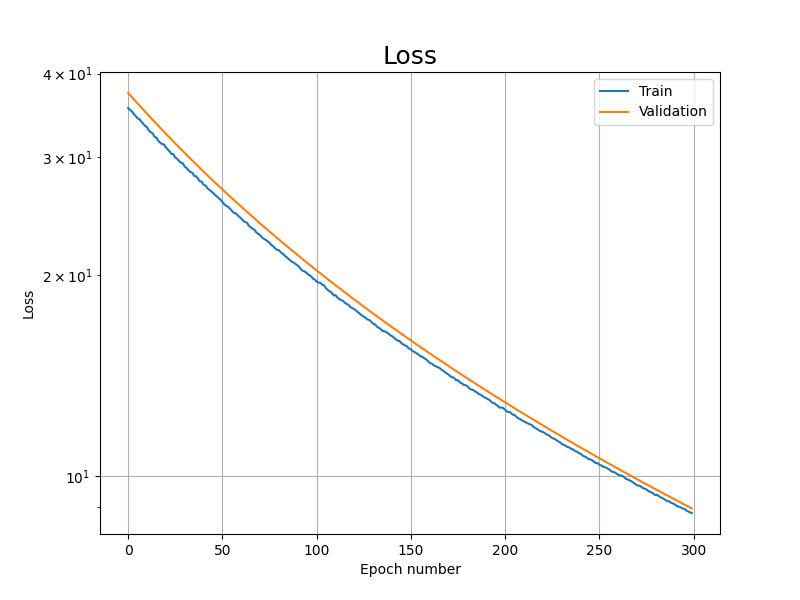 Loss
4 × 10¹
3 × 10¹
2 × 10¹
10¹
Loss
Train
Validation
0 50 100 150 200 250 300
Epoch number